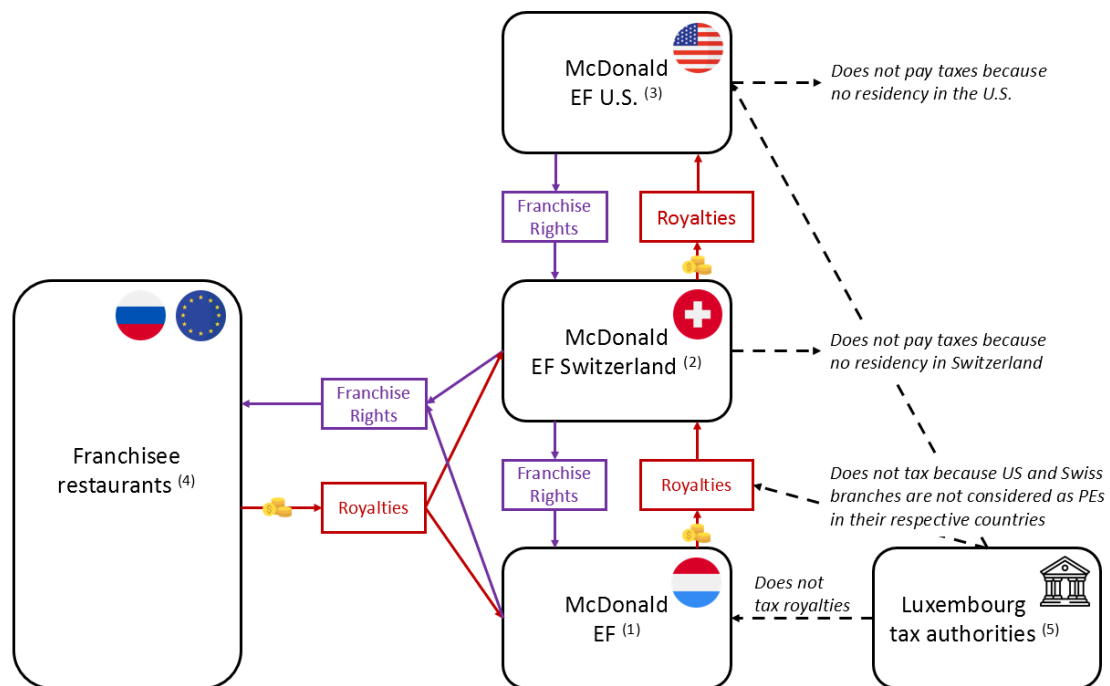 McDonald
EF U.S. (3)
Does not pay taxes because
no residency in the U.S.
Franchise
Rights
Royalties
McDonald
EF Switzerland (2)
Does not pay taxes because
no residency in Switzerland
Franchise
Rights
Franchisee
restaurants (4)
Royalties
Franchise
Rights
Royalties
Does not tax because US and Swiss
branches are not considered as PEs
in their respective countries
McDonald
EF (1)
Does not
tax royalties
Luxembourg
tax authorities (5)